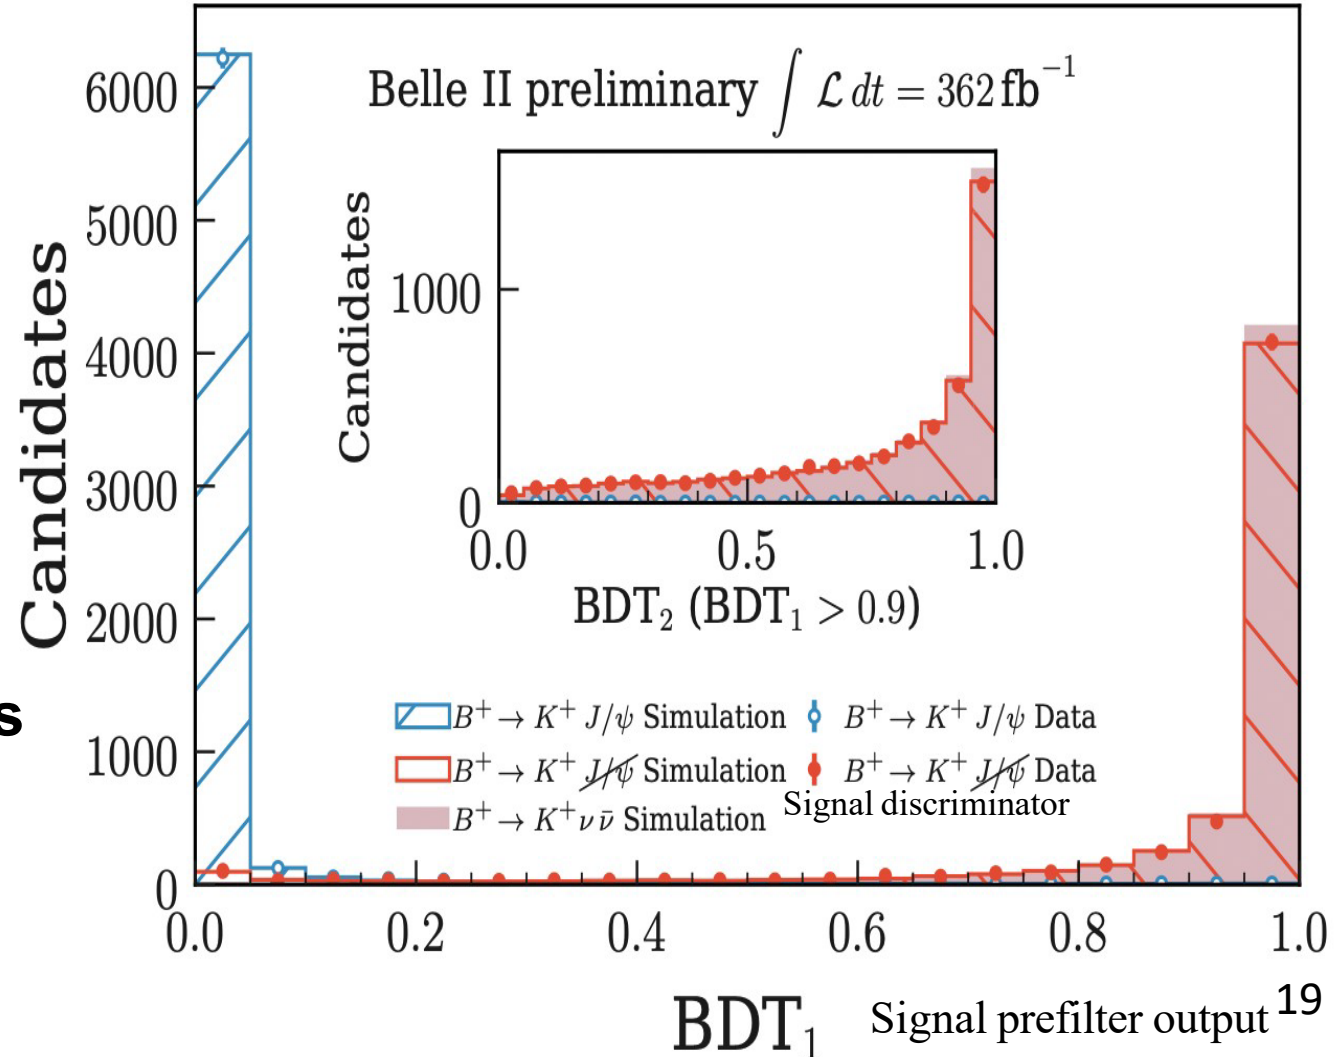 Belle II preliminary ∫ ℒ dt = 362 fb⁻¹
Candidates
6000
5000
4000
3000
2000
1000
0
Candidates
1000
0
0.0 0.5 1.0
BDT₂ (BDT₁ > 0.9)
s
B⁺ → K⁺ J/ψ Simulation B⁺ → K⁺ J/ψ Data
B⁺ → K⁺ J̸/̸ψ̸ Simulation B⁺ → K⁺ J̸/̸ψ̸ Data
Signal discriminator
B⁺ → K⁺ ν ν̄ Simulation
0.0 0.2 0.4 0.6 0.8 1.0
BDT₁ Signal prefilter output 19